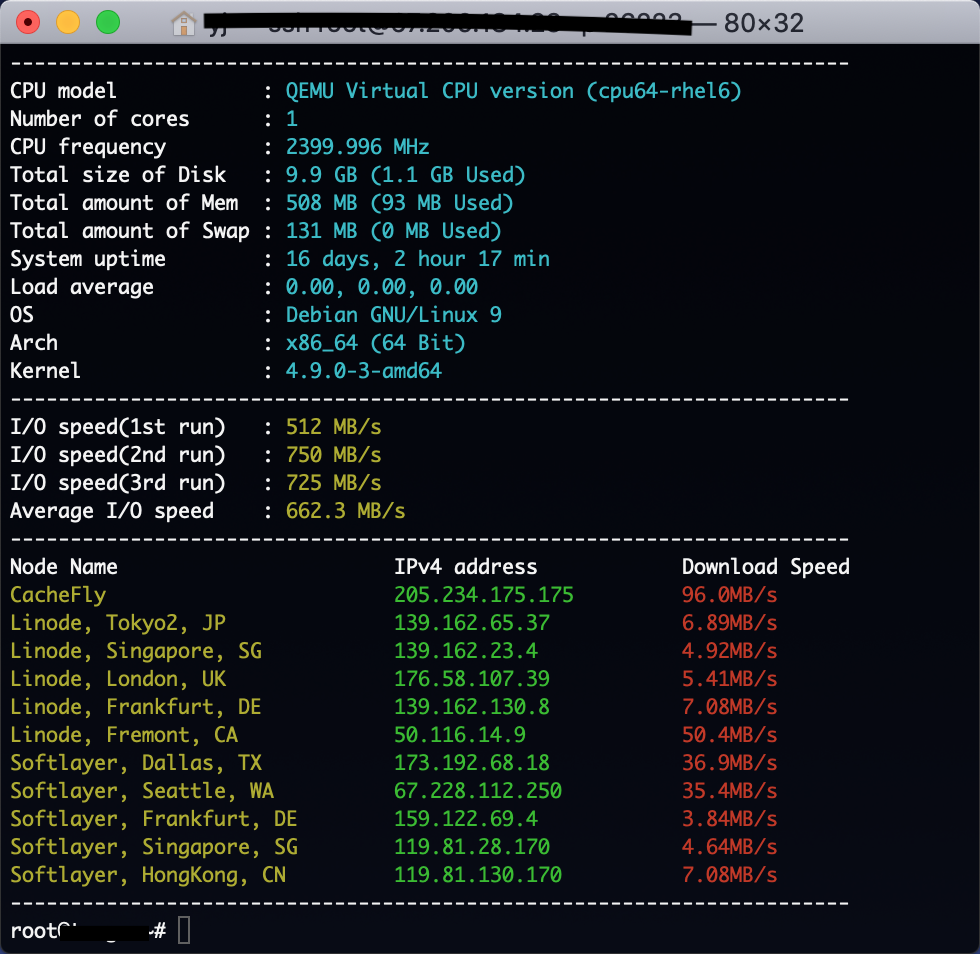 — 80×32
----------------------------------------------------------------------
CPU model            : QEMU Virtual CPU version (cpu64-rhel6)
Number of cores      : 1
CPU frequency        : 2399.996 MHz
Total size of Disk   : 9.9 GB (1.1 GB Used)
Total amount of Mem  : 508 MB (93 MB Used)
Total amount of Swap : 131 MB (0 MB Used)
System uptime        : 16 days, 2 hour 17 min
Load average         : 0.00, 0.00, 0.00
OS                   : Debian GNU/Linux 9
Arch                 : x86_64 (64 Bit)
Kernel               : 4.9.0-3-amd64
----------------------------------------------------------------------
I/O speed(1st run)   : 512 MB/s
I/O speed(2nd run)   : 750 MB/s
I/O speed(3rd run)   : 725 MB/s
Average I/O speed    : 662.3 MB/s
----------------------------------------------------------------------
Node Name                       IPv4 address            Download Speed
CacheFly                        205.234.175.175         96.0MB/s
Linode, Tokyo2, JP              139.162.65.37           6.89MB/s
Linode, Singapore, SG           139.162.23.4            4.92MB/s
Linode, London, UK              176.58.107.39           5.41MB/s
Linode, Frankfurt, DE           139.162.130.8           7.08MB/s
Linode, Fremont, CA             50.116.14.9             50.4MB/s
Softlayer, Dallas, TX           173.192.68.18           36.9MB/s
Softlayer, Seattle, WA          67.228.112.250          35.4MB/s
Softlayer, Frankfurt, DE        159.122.69.4            3.84MB/s
Softlayer, Singapore, SG        119.81.28.170           4.64MB/s
Softlayer, HongKong, CN         119.81.130.170          7.08MB/s
----------------------------------------------------------------------
root@ ~#